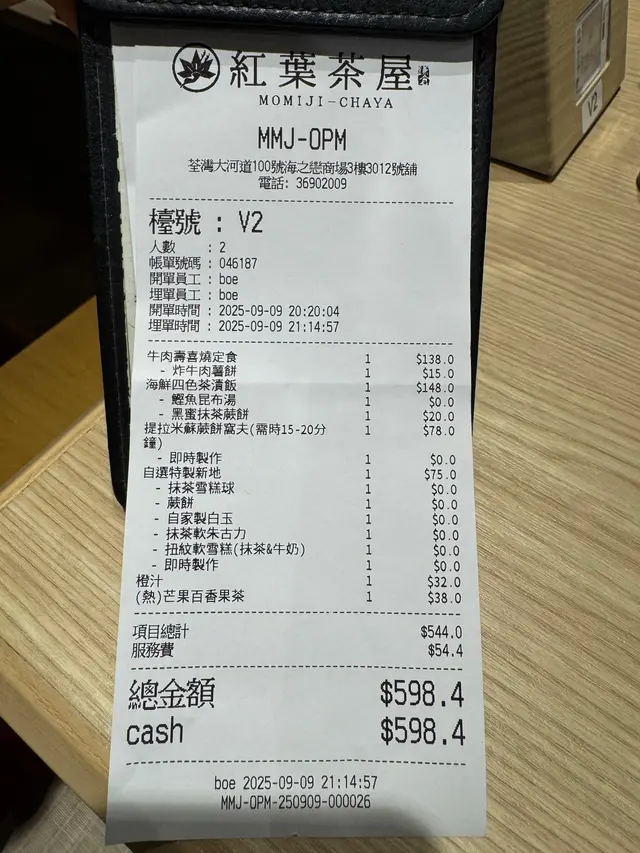 紅葉茶屋
MOMIJI-CHAYA
MMJ-OPM
荃灣大河道100號海之戀商場3樓3012號舖
電話: 36902009
檯號 : V2
人數 : 2
帳單號碼 : 046187
開單員工 : boe
埋單員工 : boe
開單時間 : 2025-09-09 20:20:04
埋單時間 : 2025-09-09 21:14:57
牛肉壽喜燒定食 1 $138.0
- 炸牛肉薯餅 1 $15.0
海鮮四色茶漬飯 1 $148.0
- 鰹魚昆布湯 1 $0.0
- 黑蜜抹茶蕨餅 1 $20.0
提拉米蘇蕨餅窩夫(需時15-20分 1 $78.0
鐘)
- 即時製作 1 $0.0
自選特製新地 1 $75.0
- 抹茶雪糕球 1 $0.0
- 蕨餅 1 $0.0
- 自家製白玉 1 $0.0
- 抹茶軟朱古力 1 $0.0
- 扭紋軟雪糕(抹茶&牛奶) 1 $0.0
- 即時製作 1 $0.0
橙汁 1 $32.0
(熱)芒果百香果茶 1 $38.0
項目總計 $544.0
服務費 $54.4
總金額 $598.4
cash $598.4
boe 2025-09-09 21:14:57
MMJ-OPM-250909-000026
V2